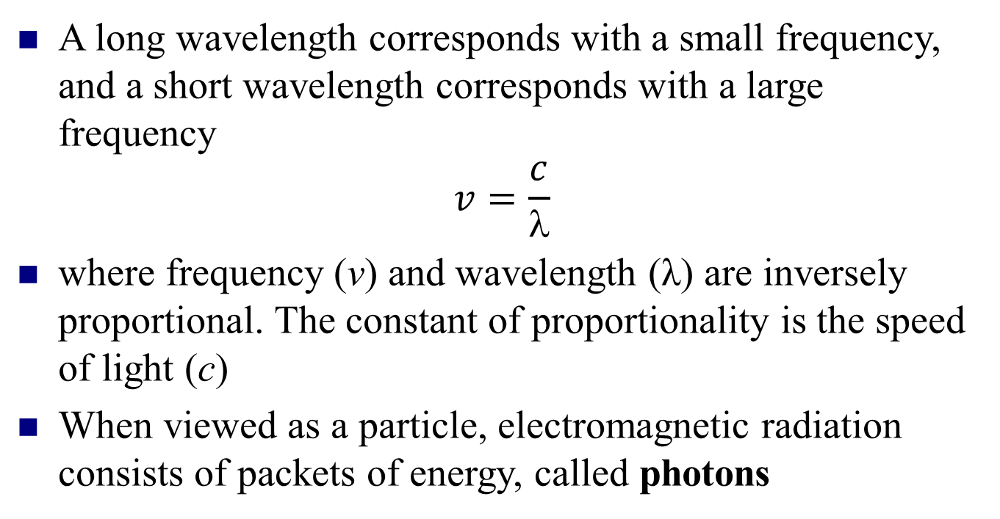 ■ A long wavelength corresponds with a small frequency,
and a short wavelength corresponds with a large
frequency
v = c/λ
■ where frequency (v) and wavelength (λ) are inversely
proportional. The constant of proportionality is the speed
of light (c)
■ When viewed as a particle, electromagnetic radiation
consists of packets of energy, called photons